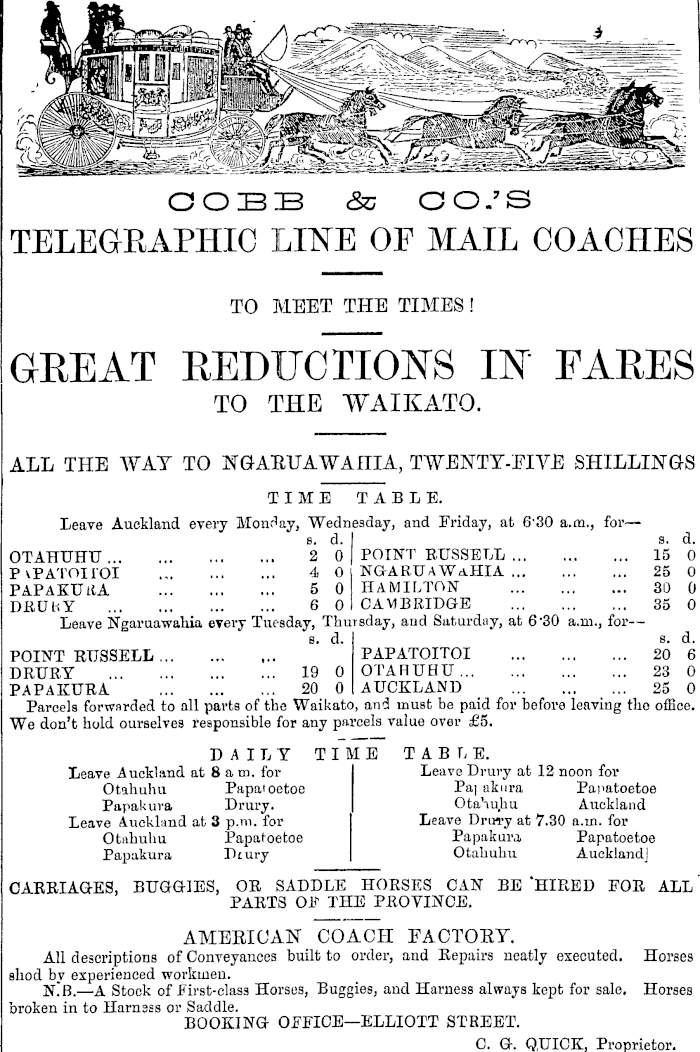 COBB & CO.'S
TELEGRAPHIC LINE OF MAIL COACHES
TO MEET THE TIMES!
GREAT REDUCTIONS IN FARES
TO THE WAIKATO.
ALL THE WAY TO NGARUAWAHIA, TWENTY-FIVE SHILLINGS
TIME TABLE.
Leave Auckland every Monday, Wednesday, and Friday, at 6·30 a.m., for—
s. d. s. d.
OTAHUHU ... ... ... ... 2 0 POINT RUSSELL ... ... ... 15 0
PAPATOITOI ... ... ... 4 0 NGARUAWAHIA ... ... ... 25 0
PAPAKURA ... ... ... 5 0 HAMILTON ... ... ... 30 0
DRURY ... ... ... ... 6 0 CAMBRIDGE ... ... ... 35 0
Leave Ngaruawahia every Tuesday, Thursday, and Saturday, at 6·30 a.m., for—
s. d. s. d.
POINT RUSSELL ... ... ... PAPATOITOI ... ... ... 20 6
DRURY ... ... ... ... 19 0 OTAHUHU ... ... ... 23 0
PAPAKURA ... ... ... 20 0 AUCKLAND ... ... ... 25 0
Parcels forwarded to all parts of the Waikato, and must be paid for before leaving the office.
We don't hold ourselves responsible for any parcels value over £5.
DAILY TIME TABLE.
Leave Auckland at 8 a m. for
Otahuhu Papatoetoe
Papakura Drury.
Leave Auckland at 3 p.m. for
Otahuhu Papatoetoe
Papakura Drury
Leave Drury at 12 noon for
Papakura Papatoetoe
Otahuhu Auckland
Leave Drury at 7.30 a.m. for
Papakura Papatoetoe
Otahuhu Auckland
CARRIAGES, BUGGIES, OR SADDLE HORSES CAN BE HIRED FOR ALL
PARTS OF THE PROVINCE.
AMERICAN COACH FACTORY.
All descriptions of Conveyances built to order, and Repairs neatly executed. Horses
shod by experienced workmen.
N.B.—A Stock of First-class Horses, Buggies, and Harness always kept for sale. Horses
broken in to Harness or Saddle.
BOOKING OFFICE—ELLIOTT STREET.
C. G. QUICK, Proprietor.